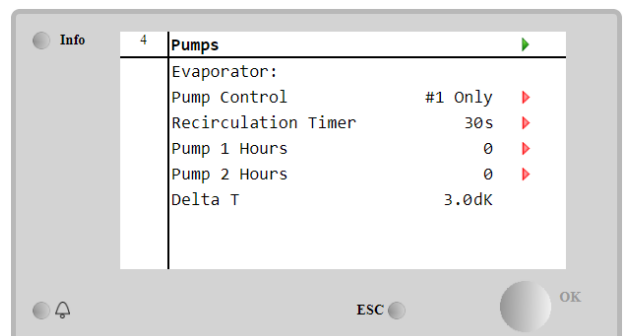 Info
4 Pumps
Evaporator:
Pump Control #1 Only
Recirculation Timer 30s
Pump 1 Hours 0
Pump 2 Hours 0
Delta T 3.0dK
ESC
OK